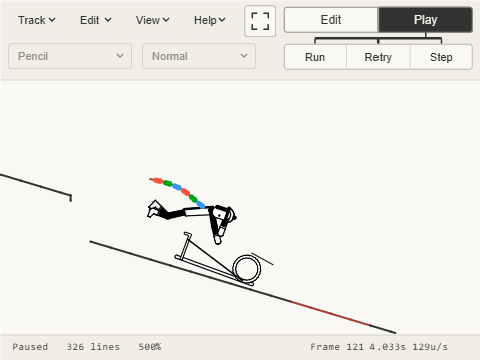 Track Edit View Help Edit Play
Pencil Normal Run Retry Step
Paused 326 lines 500% Frame 121 4.033s 129u/s